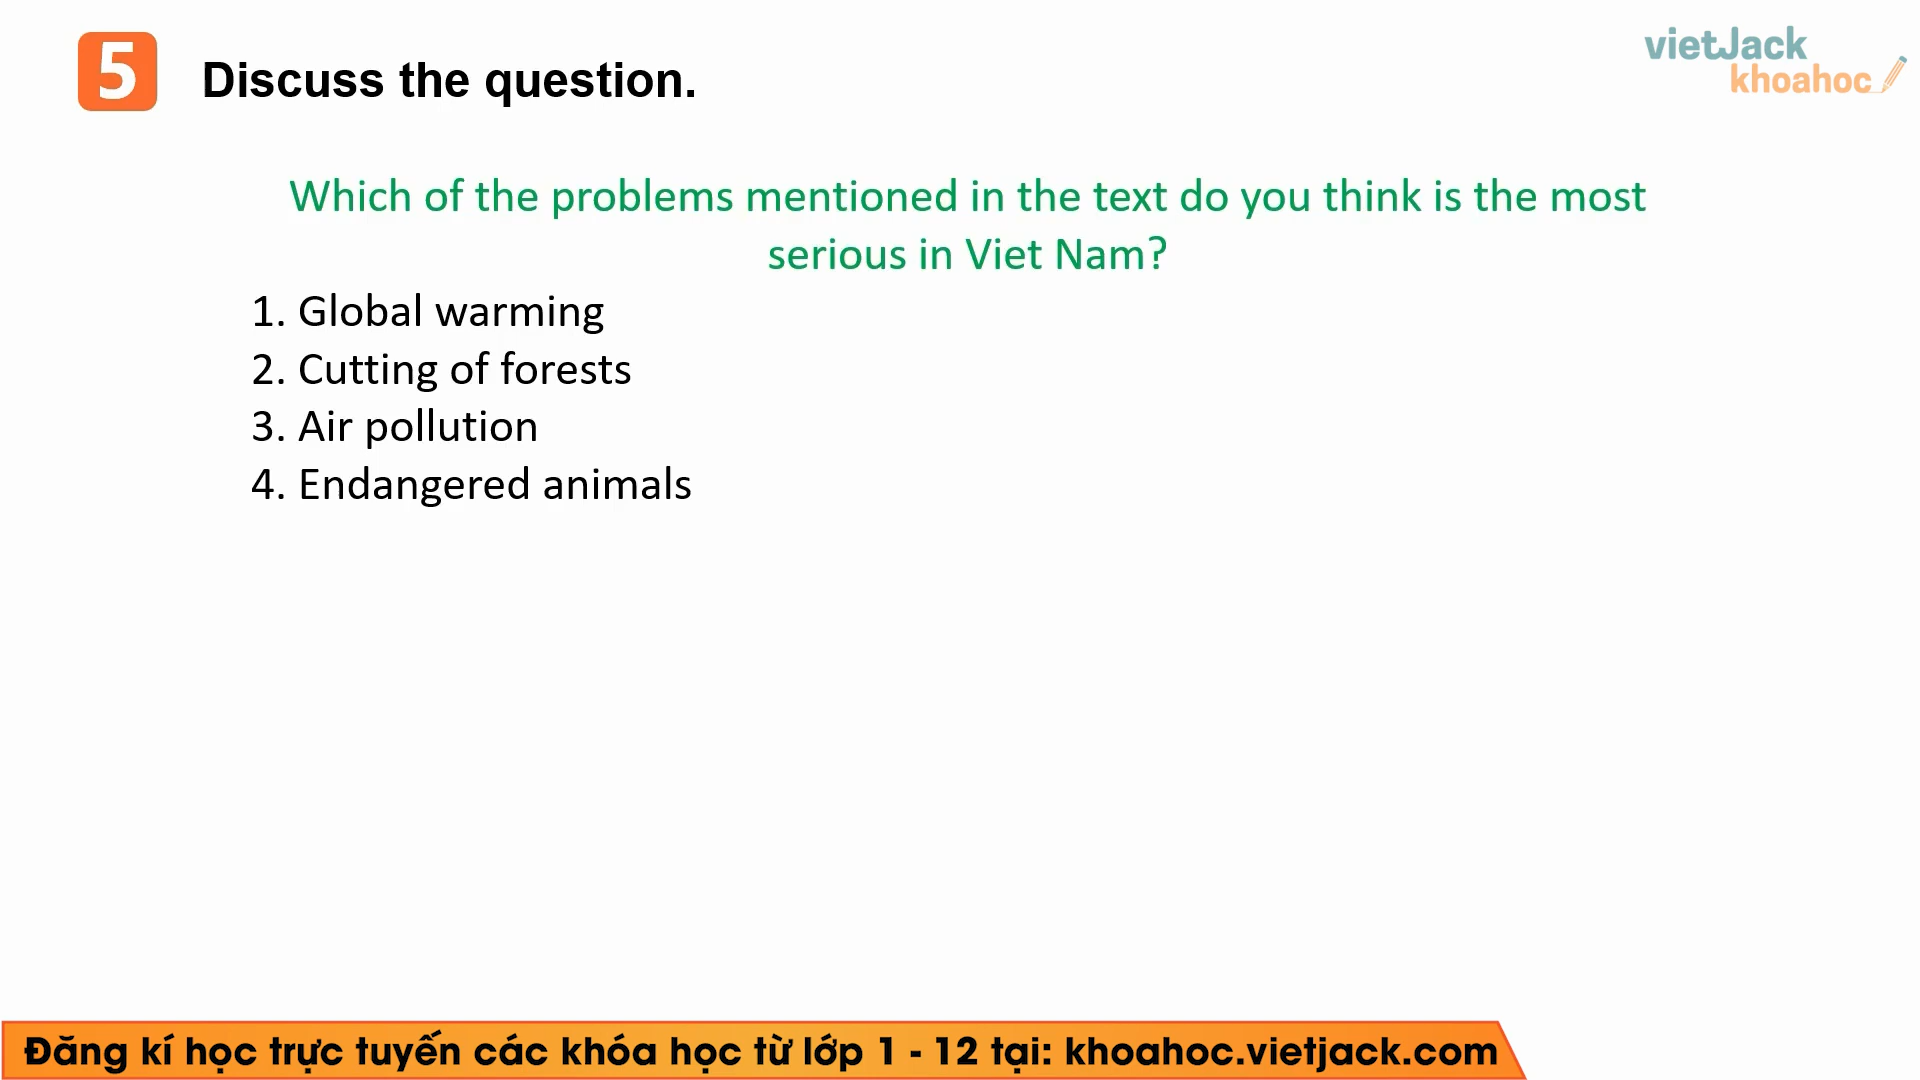 5
Discuss the question.
vietJack
khoahoc
Which of the problems mentioned in the text do you think is the most
serious in Viet Nam?
1. Global warming
2. Cutting of forests
3. Air pollution
4. Endangered animals
Đăng kí học trực tuyến các khóa học từ lớp 1 - 12 tại: khoahoc.vietjack.com